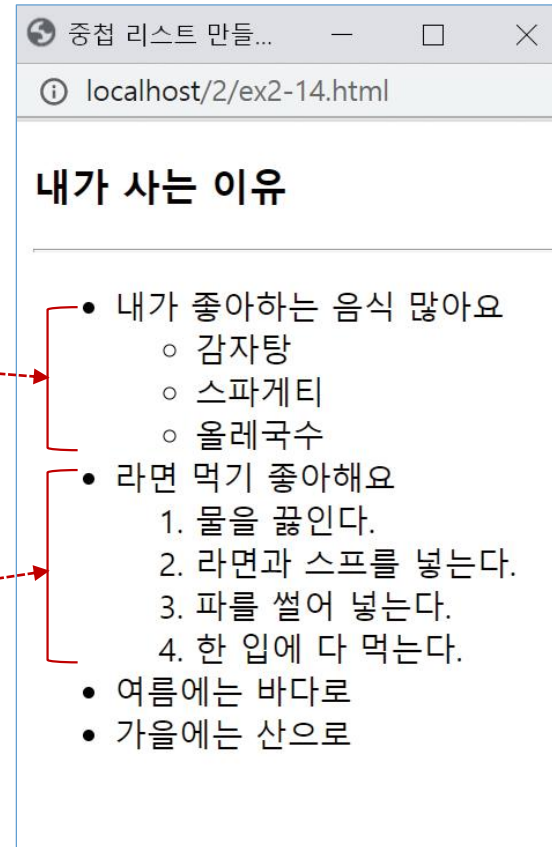 중첩 리스트 만들...
localhost/2/ex2-14.html
내가 사는 이유
• 내가 좋아하는 음식 많아요
○ 감자탕
○ 스파게티
○ 올레국수
• 라면 먹기 좋아해요
1. 물을 끓인다.
2. 라면과 스프를 넣는다.
3. 파를 썰어 넣는다.
4. 한 입에 다 먹는다.
• 여름에는 바다로
• 가을에는 산으로